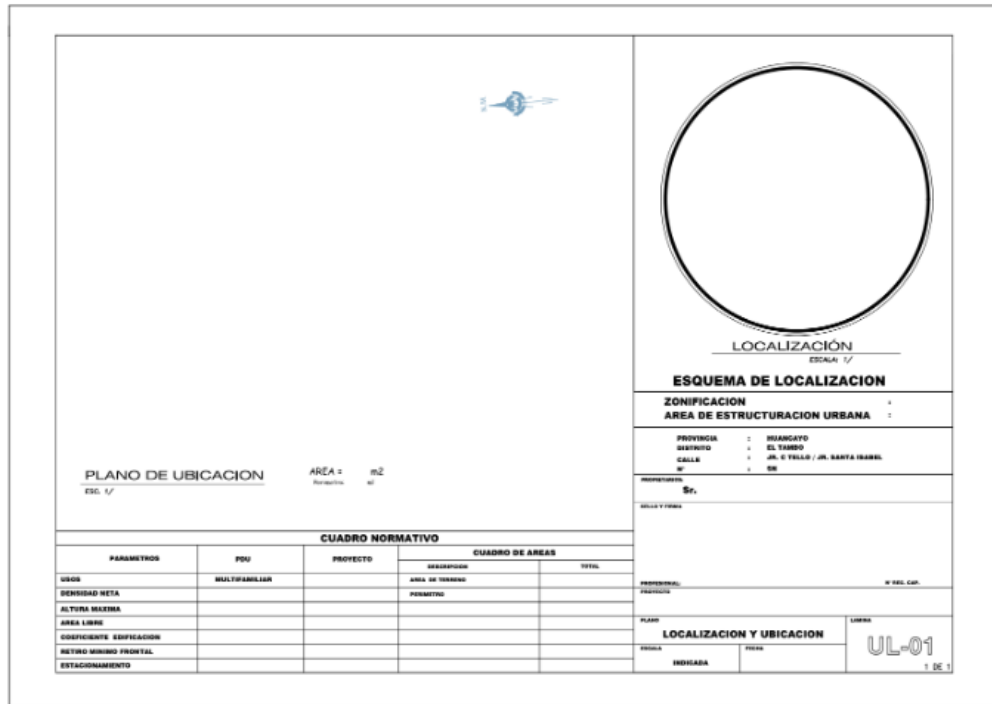 LOCALIZACIÓN
ESCALA: 1/
ESQUEMA DE LOCALIZACION
ZONIFICACION :
AREA DE ESTRUCTURACION URBANA :
PROVINCIA : HUANCAYO
DISTRITO : EL TAMBO
CALLE : JR. C TELLO / JR. SANTA ISABEL
N° : SN
PROPIETARIO:
Sr.
SELLO Y FIRMA
PROFESIONAL: N° REG. CAP.
PROYECTO
PLANO
LOCALIZACION Y UBICACION
LAMINA
UL-01
1 DE 1
ESCALA
INDICADA
FECHA
PLANO DE UBICACION
ESC. 1/
AREA = m2
Perimetro: ml
CUADRO NORMATIVO
PARAMETROS PDU PROYECTO CUADRO DE AREAS
DESCRIPCION TOTAL
USOS MULTIFAMILIAR AREA DE TERRENO
DENSIDAD NETA PERIMETRO
ALTURA MAXIMA
AREA LIBRE
COEFICIENTE EDIFICACION
RETIRO MINIMO FRONTAL
ESTACIONAMIENTO